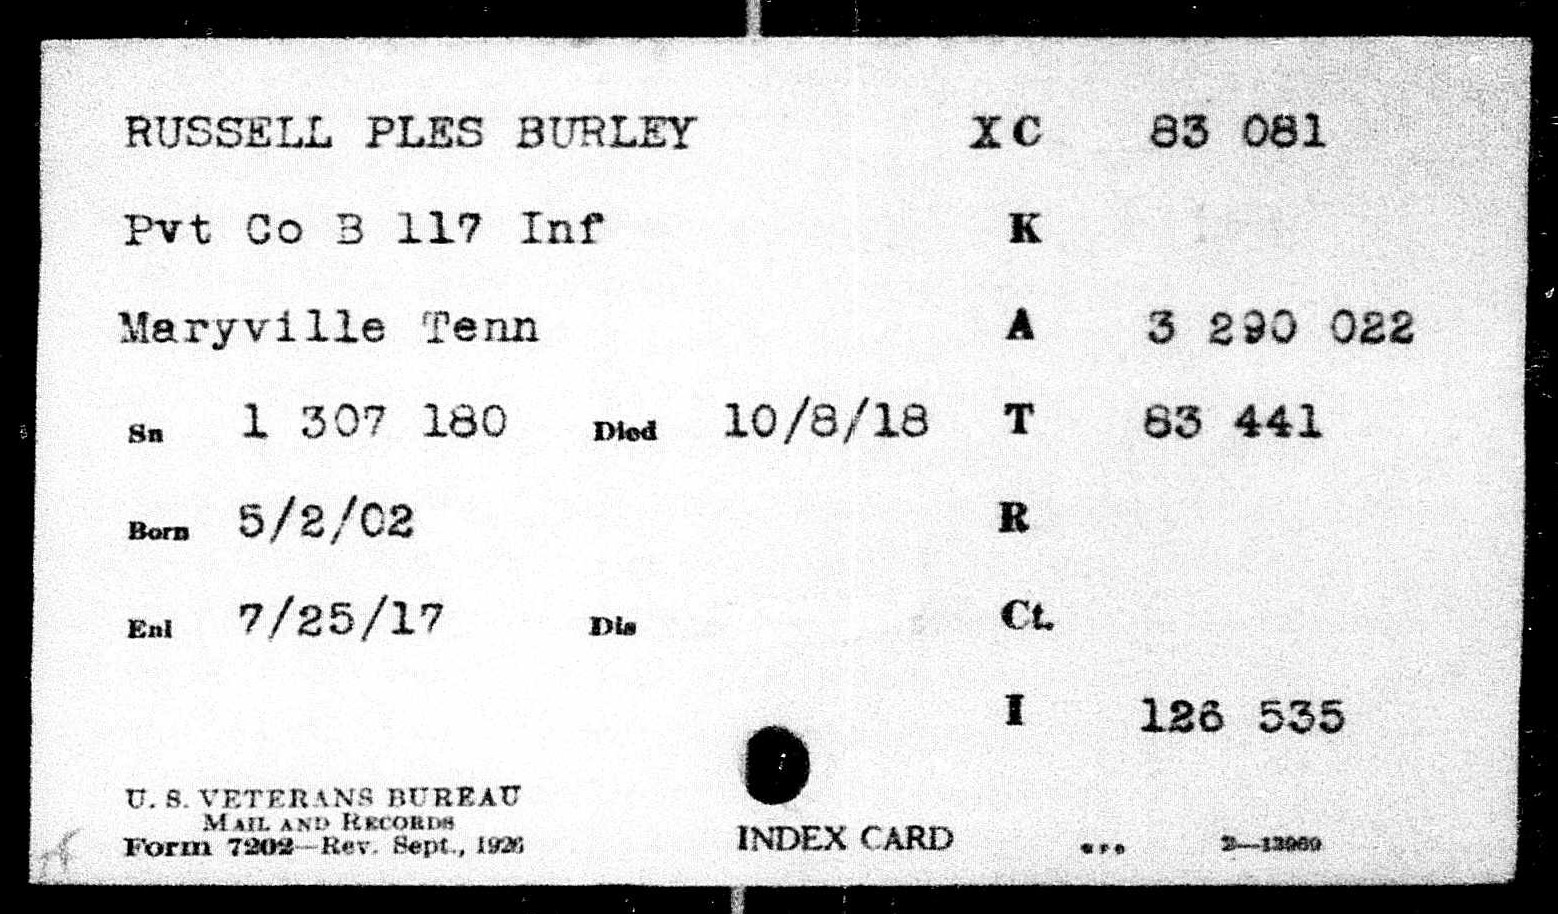 RUSSELL PLES BURLEY XC 83 081
Pvt Co B 117 Inf K
Maryville Tenn A 3 290 022
Sn 1 307 180 Died 10/8/18 T 83 441
Born 5/2/02 R
Enl 7/25/17 Dis Ct.
I 126 535
U. S. VETERANS BUREAU
MAIL AND RECORDS
Form 7202—Rev. Sept., 1926 INDEX CARD